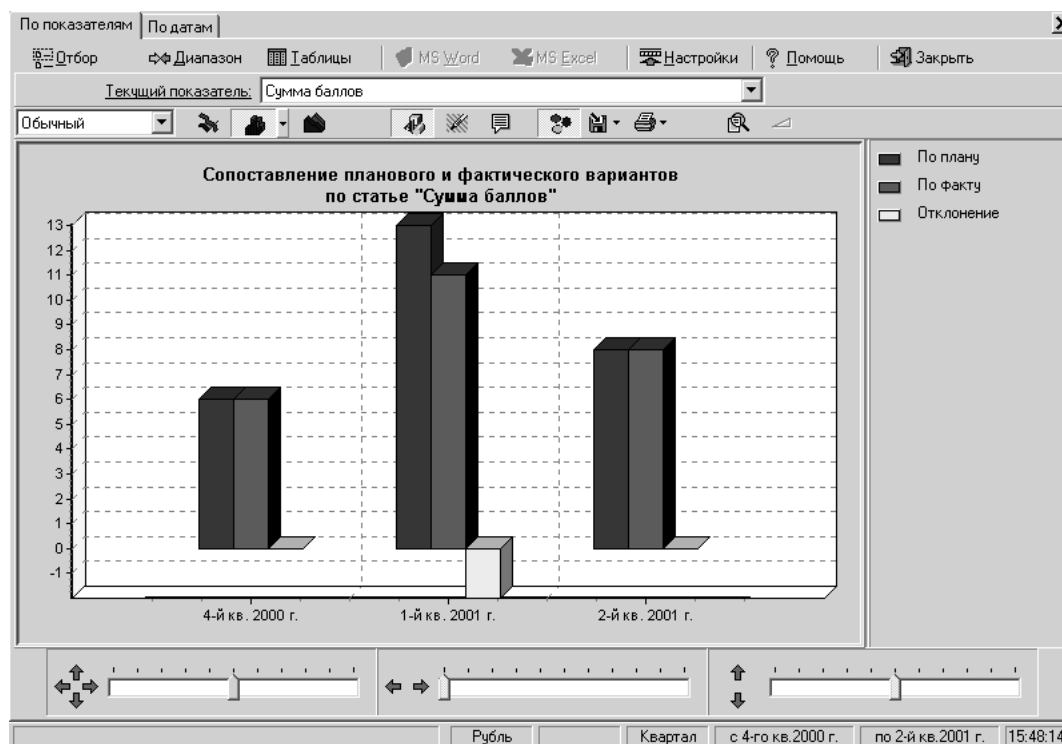 По показателям По датам
Отбор Диапазон Таблицы MS Word MS Excel Настройки Помощь Закрыть
Текущий показатель: Сумма баллов
Обычный
Сопоставление планового и фактического вариантов
по статье "Сумма баллов"
По плану
По факту
Отклонение
13
12
11
10
9
8
7
6
5
4
3
2
1
0
-1
4-й кв. 2000 г. 1-й кв. 2001 г. 2-й кв. 2001 г.
Рубль Квартал с 4-го кв.2000 г. по 2-й кв.2001 г. 15:48:14